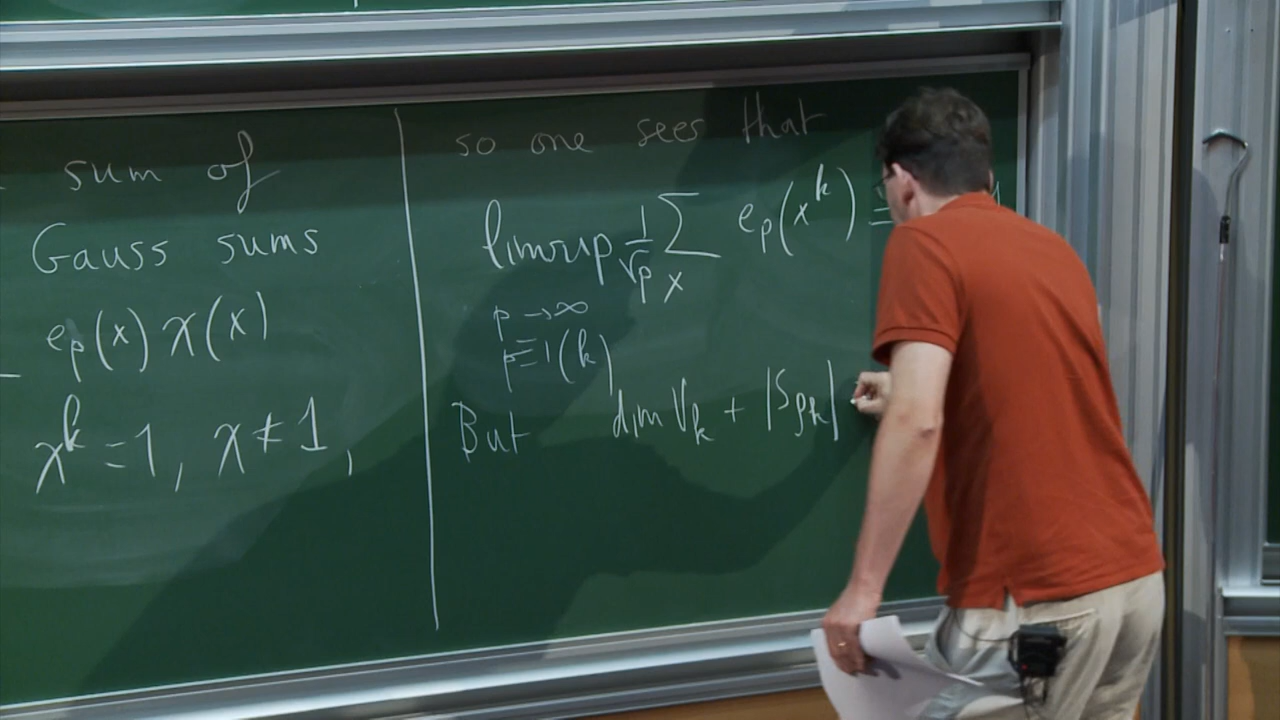 sum of
Gauss sums
e_p(x) χ(x)
χ^k = 1, χ ≠ 1,
so one sees that
limsup 1/√p ∑_x e_p(x^k) =
p → ∞
p ≡ 1 (k)
But dim V_k + |S_{ρ_k}|